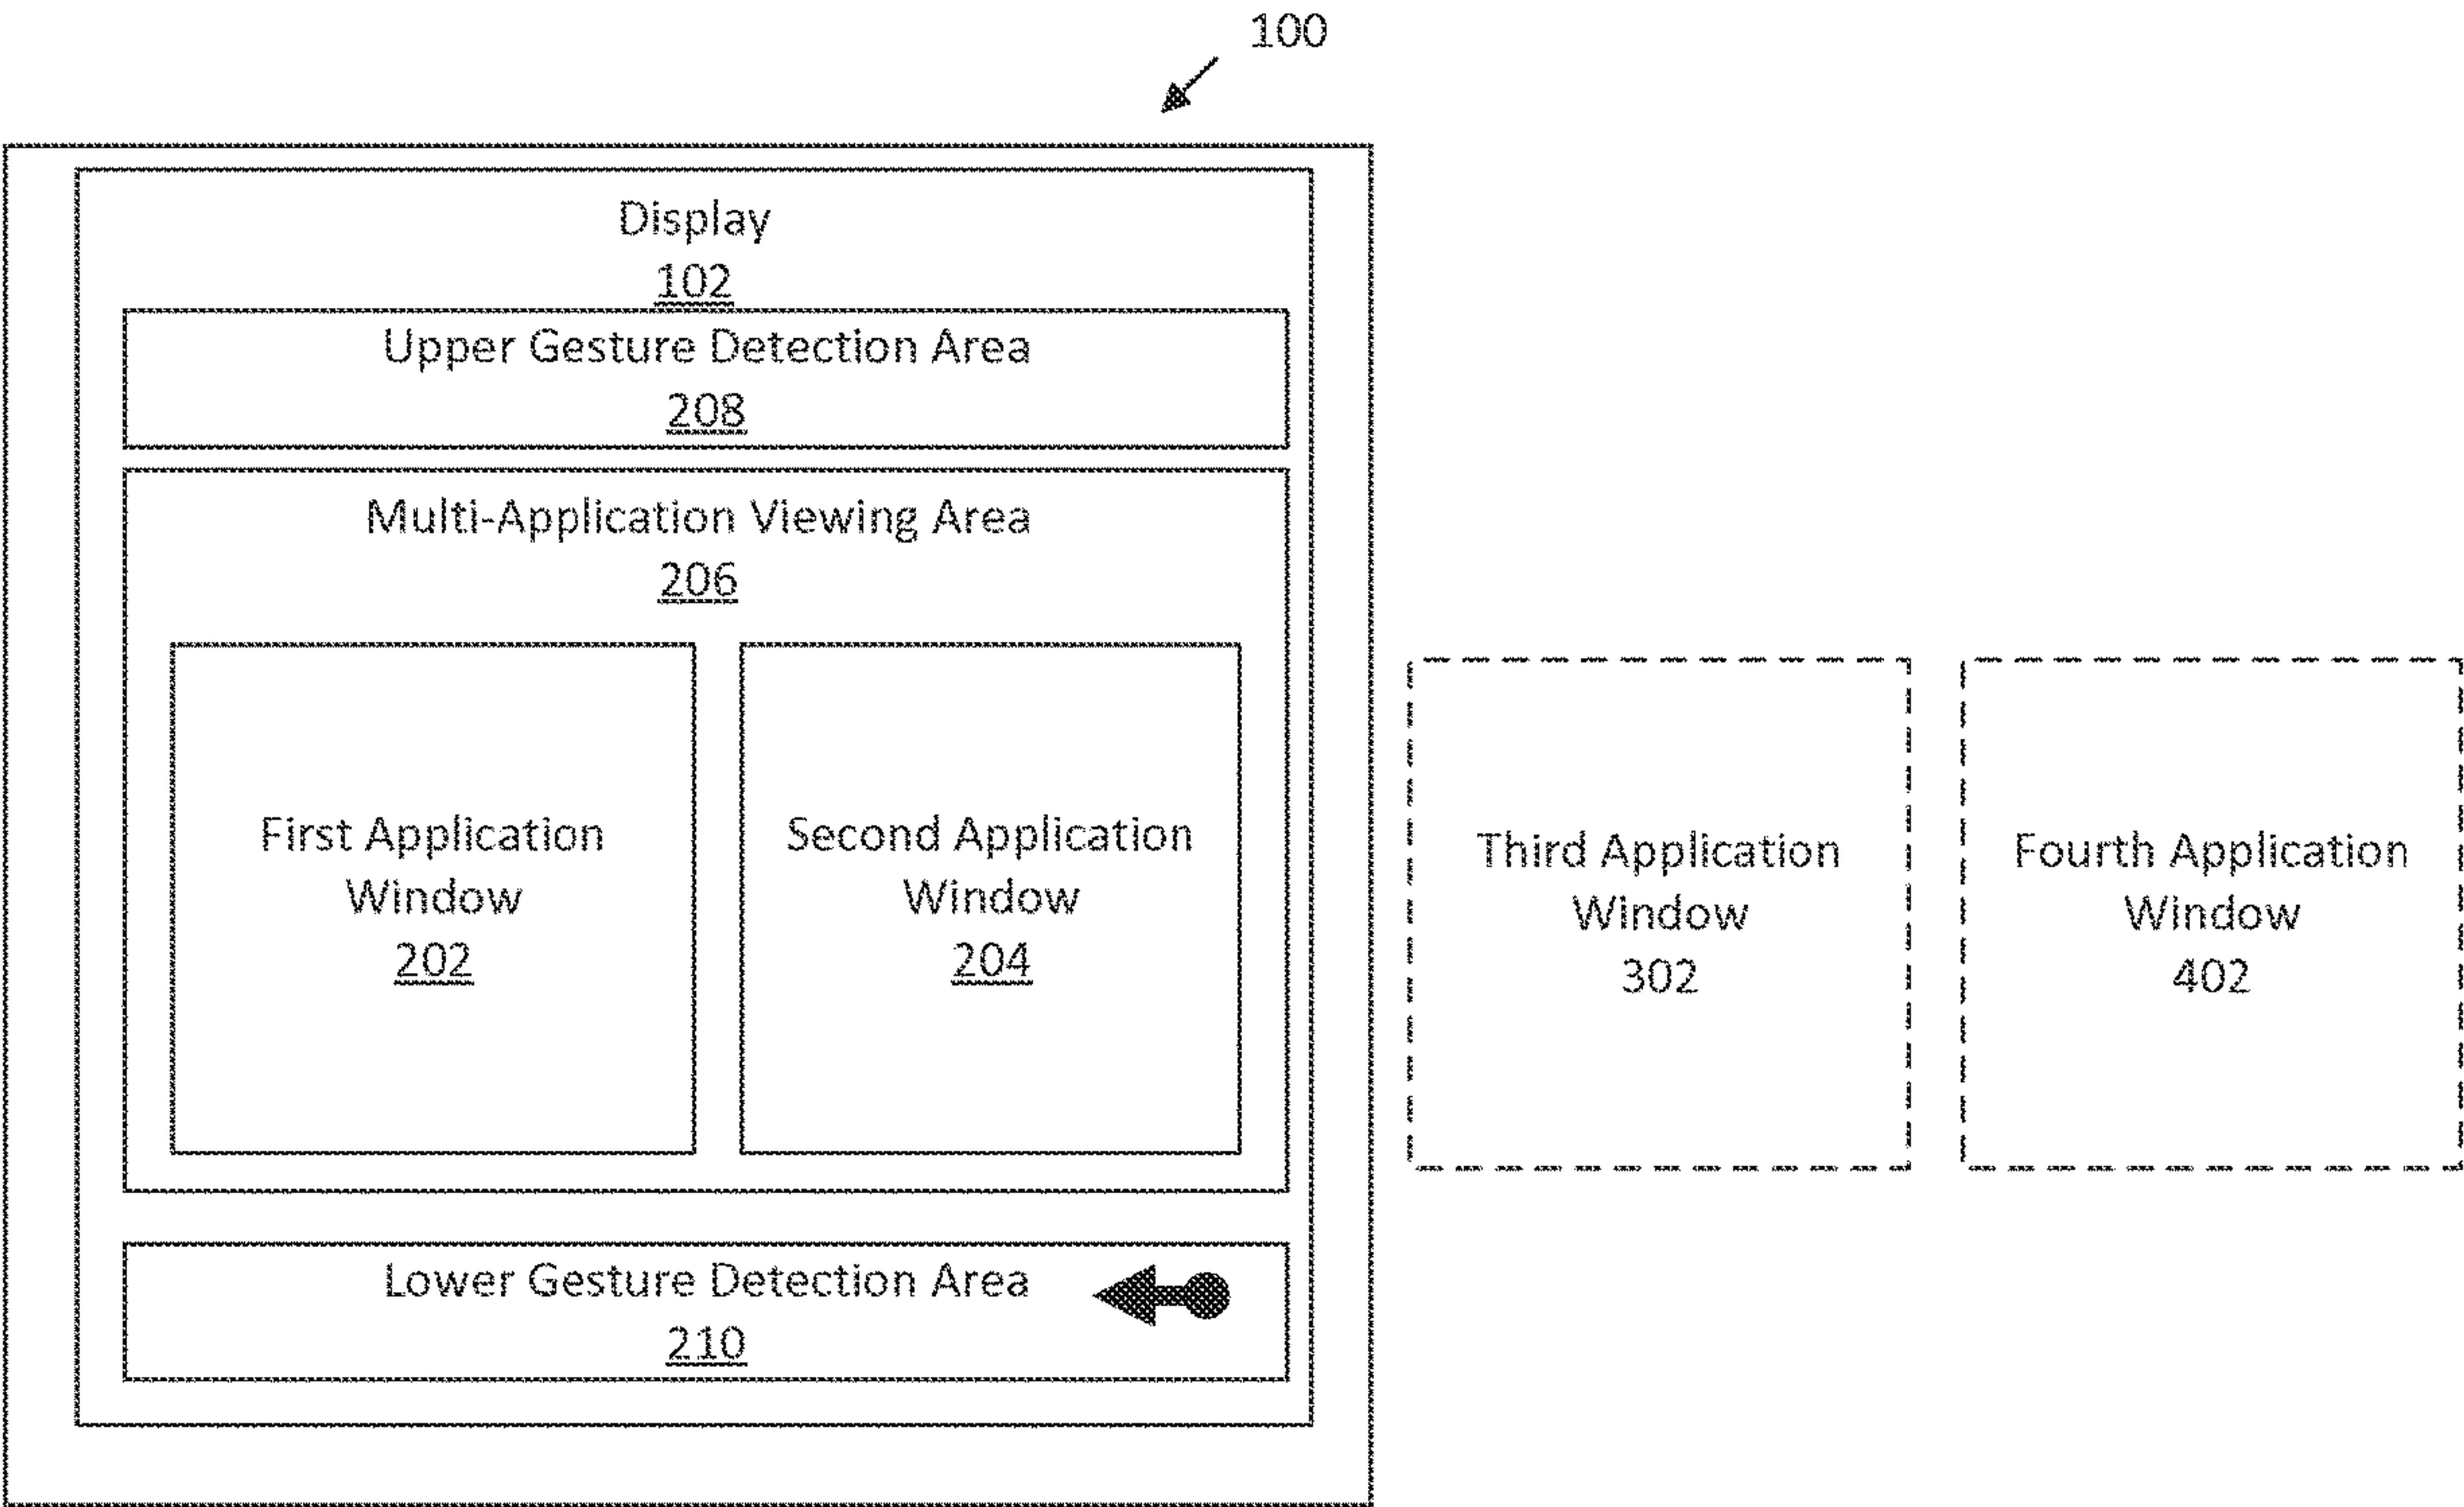 100
Display
102
Upper Gesture Detection Area
208
Multi-Application Viewing Area
206
First Application
Window
202
Second Application
Window
204
Third Application
Window
302
Fourth Application
Window
402
Lower Gesture Detection Area
210